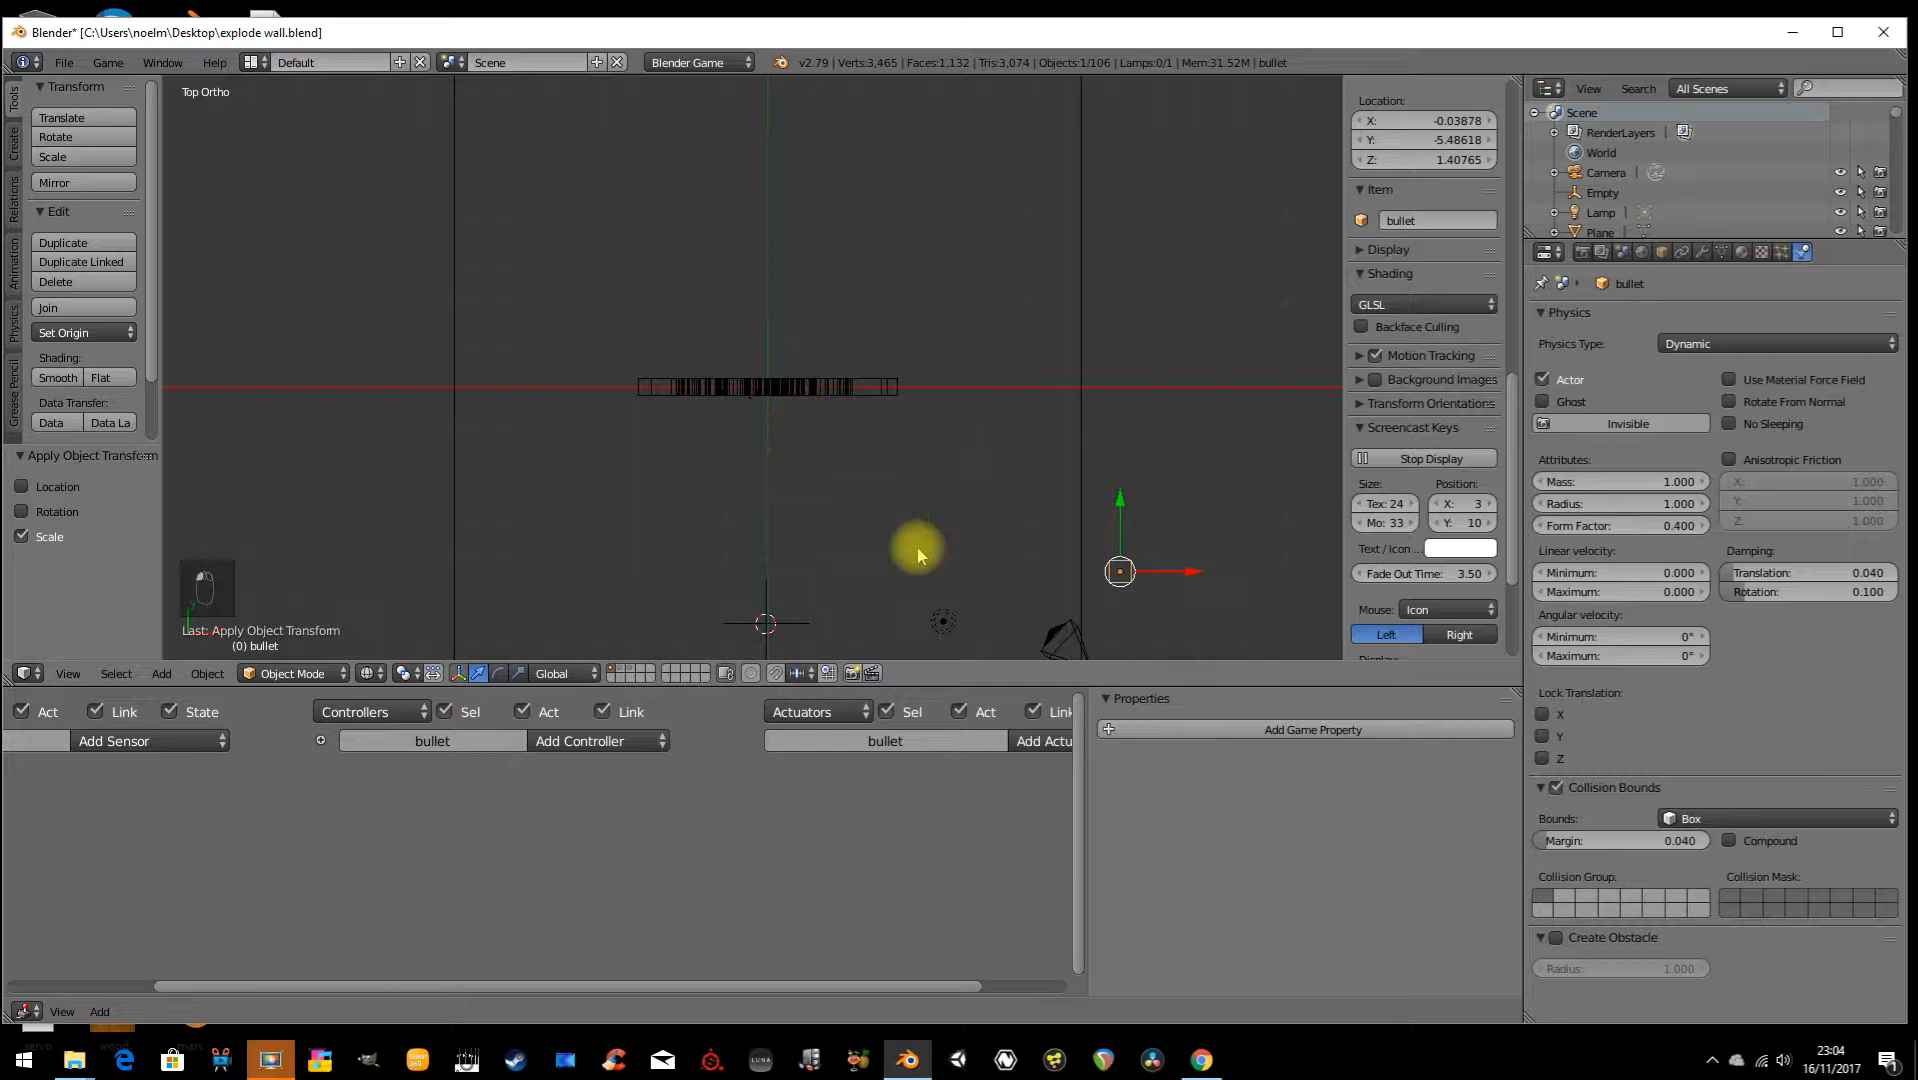 Blender* [C:\Users\noelm\Desktop\explode wall.blend]
File Game Window Help Default Scene Blender Game v2.79 | Verts:3,465 | Faces:1,132 | Tris:3,074 | Objects:1/106 | Lamps:0/1 | Mem:31.52M | bullet
Tools
Create
Relations
Animation
Physics
Grease Pencil
Transform
Translate
Rotate
Scale
Mirror
Edit
Duplicate
Duplicate Linked
Delete
Join
Set Origin
Shading:
Smooth Flat
Data Transfer:
Data Data La
Apply Object Transform
Location
Rotation
Scale
Top Ortho
Last: Apply Object Transform
(0) bullet
Location:
X: -0.03878
Y: -5.48618
Z: 1.40765
Item
bullet
Display
Shading
GLSL
Backface Culling
Motion Tracking
Background Images
Transform Orientations
Screencast Keys
Stop Display
Size: Position:
Tex: 24 X: 3
Mo: 33 Y: 10
Text / Icon ...
Fade Out Time: 3.50
Mouse: Icon
Left Right
View Search All Scenes
Scene
RenderLayers
World
Camera
Empty
Lamp
Plane
bullet
Physics
Physics Type: Dynamic
Actor Use Material Force Field
Ghost Rotate From Normal
Invisible No Sleeping
Attributes: Anisotropic Friction
Mass: 1.000 X: 1.000
Radius: 1.000 Y: 1.000
Form Factor: 0.400 Z: 1.000
Linear velocity: Damping:
Minimum: 0.000 Translation: 0.040
Maximum: 0.000 Rotation: 0.100
Angular velocity:
Minimum: 0°
Maximum: 0°
Lock Translation:
X
Y
Z
Collision Bounds
Bounds: Box
Margin: 0.040 Compound
Collision Group: Collision Mask:
Create Obstacle
Radius: 1.000
View Select Add Object Object Mode Global
Act Link State Controllers Sel Act Link Actuators Sel Act Link
Add Sensor bullet Add Controller bullet Add Actu
Properties
Add Game Property
View Add
servo wood mars
LUNA
23:04
16/11/2017